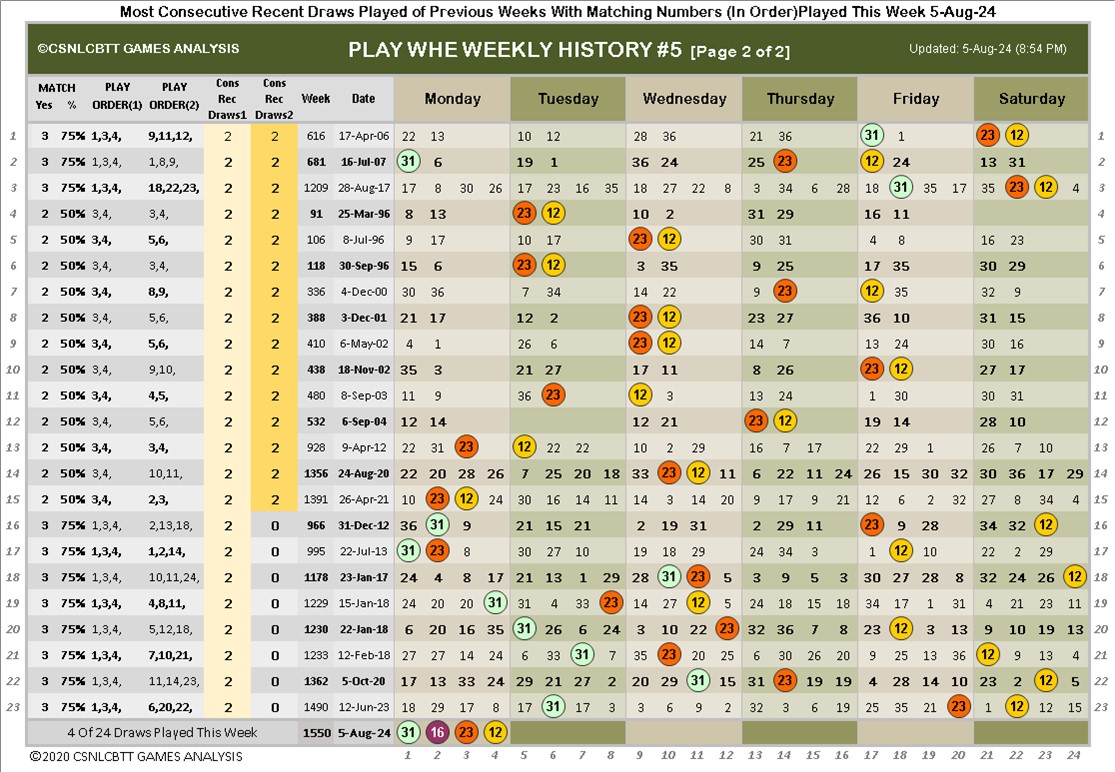 Most Consecutive Recent Draws Played of Previous Weeks With Matching Numbers (In Order)Played This Week 5-Aug-24
©CSNLCBTT GAMES ANALYSIS PLAY WHE WEEKLY HISTORY #5 [Page 2 of 2] Updated: 5-Aug-24 (8:54 PM)
MATCH PLAY PLAY Cons Cons
Yes % ORDER(1) ORDER(2) Rec Rec Week Date Monday Tuesday Wednesday Thursday Friday Saturday
Draws1 Draws2
1 3 75% 1,3,4, 9,11,12, 2 2 616 17-Apr-06 22 13 10 12 28 36 21 36 31 1 23 12 1
2 3 75% 1,3,4, 1,8,9, 2 2 681 16-Jul-07 31 6 19 1 36 24 25 23 12 24 13 31 2
3 3 75% 1,3,4, 18,22,23, 2 2 1209 28-Aug-17 17 8 30 26 17 23 16 35 18 27 22 8 3 34 6 28 18 31 35 17 35 23 12 4 3
4 2 50% 3,4, 3,4, 2 2 91 25-Mar-96 8 13 23 12 10 2 31 29 16 11 4
5 2 50% 3,4, 5,6, 2 2 106 8-Jul-96 9 17 10 17 23 12 30 31 4 8 16 23 5
6 2 50% 3,4, 3,4, 2 2 118 30-Sep-96 15 6 23 12 3 35 9 25 17 35 30 29 6
7 2 50% 3,4, 8,9, 2 2 336 4-Dec-00 30 36 7 34 14 22 9 23 12 35 32 9 7
8 2 50% 3,4, 5,6, 2 2 388 3-Dec-01 21 17 12 2 23 12 23 27 36 10 31 15 8
9 2 50% 3,4, 5,6, 2 2 410 6-May-02 4 1 26 6 23 12 14 7 13 24 30 16 9
10 2 50% 3,4, 9,10, 2 2 438 18-Nov-02 35 3 21 27 17 11 8 26 23 12 27 17 10
11 2 50% 3,4, 4,5, 2 2 480 8-Sep-03 11 9 36 23 12 3 13 24 1 30 30 31 11
12 2 50% 3,4, 5,6, 2 2 532 6-Sep-04 12 14 12 21 23 12 19 14 28 10 12
13 2 50% 3,4, 3,4, 2 2 928 9-Apr-12 22 31 23 12 22 22 10 2 29 16 7 17 22 29 1 26 7 10 13
14 2 50% 3,4, 10,11, 2 2 1356 24-Aug-20 22 20 28 26 7 25 20 18 33 23 12 11 6 22 11 24 26 15 30 32 30 36 17 29 14
15 2 50% 3,4, 2,3, 2 2 1391 26-Apr-21 10 23 12 24 30 16 14 11 14 3 14 20 9 17 9 21 12 6 2 32 27 8 34 4 15
16 3 75% 1,3,4, 2,13,18, 2 0 966 31-Dec-12 36 31 9 21 15 21 2 19 31 2 29 11 23 9 28 34 32 12 16
17 3 75% 1,3,4, 1,2,14, 2 0 995 22-Jul-13 31 23 8 30 27 10 19 18 29 24 34 3 1 12 10 22 2 29 17
18 3 75% 1,3,4, 10,11,24, 2 0 1178 23-Jan-17 24 4 8 17 21 13 1 29 28 31 23 5 3 9 5 3 30 27 28 8 32 24 26 12 18
19 3 75% 1,3,4, 4,8,11, 2 0 1229 15-Jan-18 24 20 20 31 31 4 33 23 14 27 12 5 24 18 15 18 34 17 1 31 4 21 23 11 19
20 3 75% 1,3,4, 5,12,18, 2 0 1230 22-Jan-18 6 20 16 35 31 26 6 24 3 10 22 23 32 36 7 8 23 12 3 13 9 10 19 13 20
21 3 75% 1,3,4, 7,10,21, 2 0 1233 12-Feb-18 27 27 14 24 6 33 31 7 35 23 20 25 6 30 26 20 9 25 13 36 12 9 13 4 21
22 3 75% 1,3,4, 11,14,23, 2 0 1362 5-Oct-20 17 13 33 24 29 21 27 2 20 29 31 15 31 23 19 19 4 28 14 10 23 2 12 5 22
23 3 75% 1,3,4, 6,20,22, 2 0 1490 12-Jun-23 18 29 17 8 17 31 17 3 3 6 9 2 32 3 6 19 25 35 21 23 1 12 12 15 23
4 Of 24 Draws Played This Week 1550 5-Aug-24 31 16 23 12
©2020 CSNLCBTT GAMES ANALYSIS 1 2 3 4 5 6 7 8 9 10 11 12 13 14 15 16 17 18 19 20 21 22 23 24